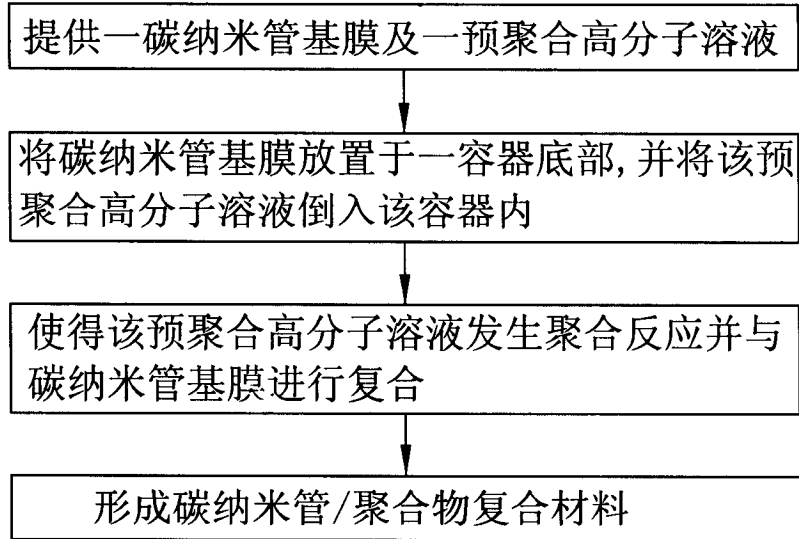 提供一碳纳米管基膜及一预聚合高分子溶液
将碳纳米管基膜放置于一容器底部,并将该预
聚合高分子溶液倒入该容器内
使得该预聚合高分子溶液发生聚合反应并与
碳纳米管基膜进行复合
形成碳纳米管/聚合物复合材料